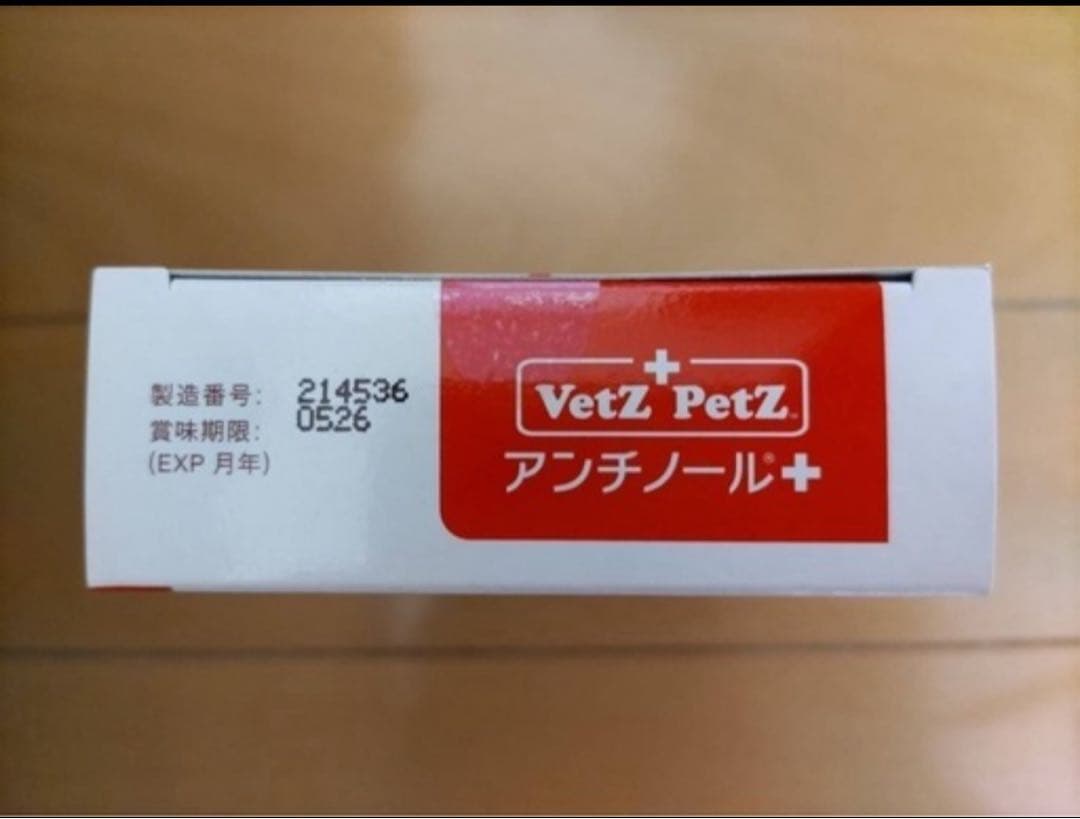 製造番号: 214536
賞味期限: 0526
(EXP 月年)
VetZ PetZ™
アンチノール®+